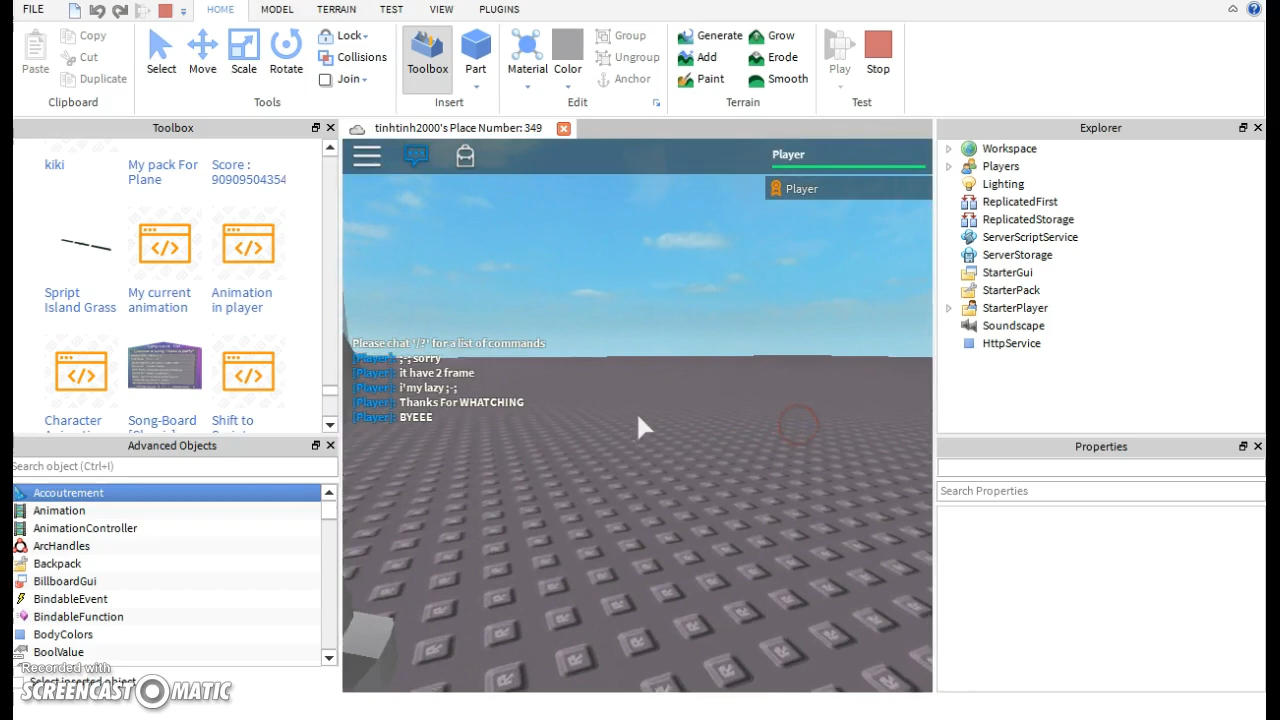 FILE HOME MODEL TERRAIN TEST VIEW PLUGINS
Paste
Copy
Cut
Duplicate
Clipboard
Select
Move
Scale
Rotate
Lock
Collisions
Join
Tools
Toolbox
Part
Insert
Material
Color
Group
Ungroup
Anchor
Edit
Generate
Grow
Add
Erode
Paint
Smooth
Terrain
Play
Stop
Test
Toolbox
kiki
My pack For
Plane
Score :
90909504354
Spript
Island Grass
My current
animation
Animation
in player
Character
Song-Board
Shift to
Advanced Objects
Search object (Ctrl+I)
Accoutrement
Animation
AnimationController
ArcHandles
Backpack
BillboardGui
BindableEvent
BindableFunction
BodyColors
BoolValue
Select inserted object
Recorded with
SCREENCAST MATIC
tinhtinh2000's Place Number: 349
Player
Player
Please chat '/?' for a list of commands
[Player]: ;-; sorry
[Player]: it have 2 frame
[Player]: i'my lazy ;-;
[Player]: Thanks For WHATCHING
[Player]: BYEEE
Explorer
Workspace
Players
Lighting
ReplicatedFirst
ReplicatedStorage
ServerScriptService
ServerStorage
StarterGui
StarterPack
StarterPlayer
Soundscape
HttpService
Properties
Search Properties